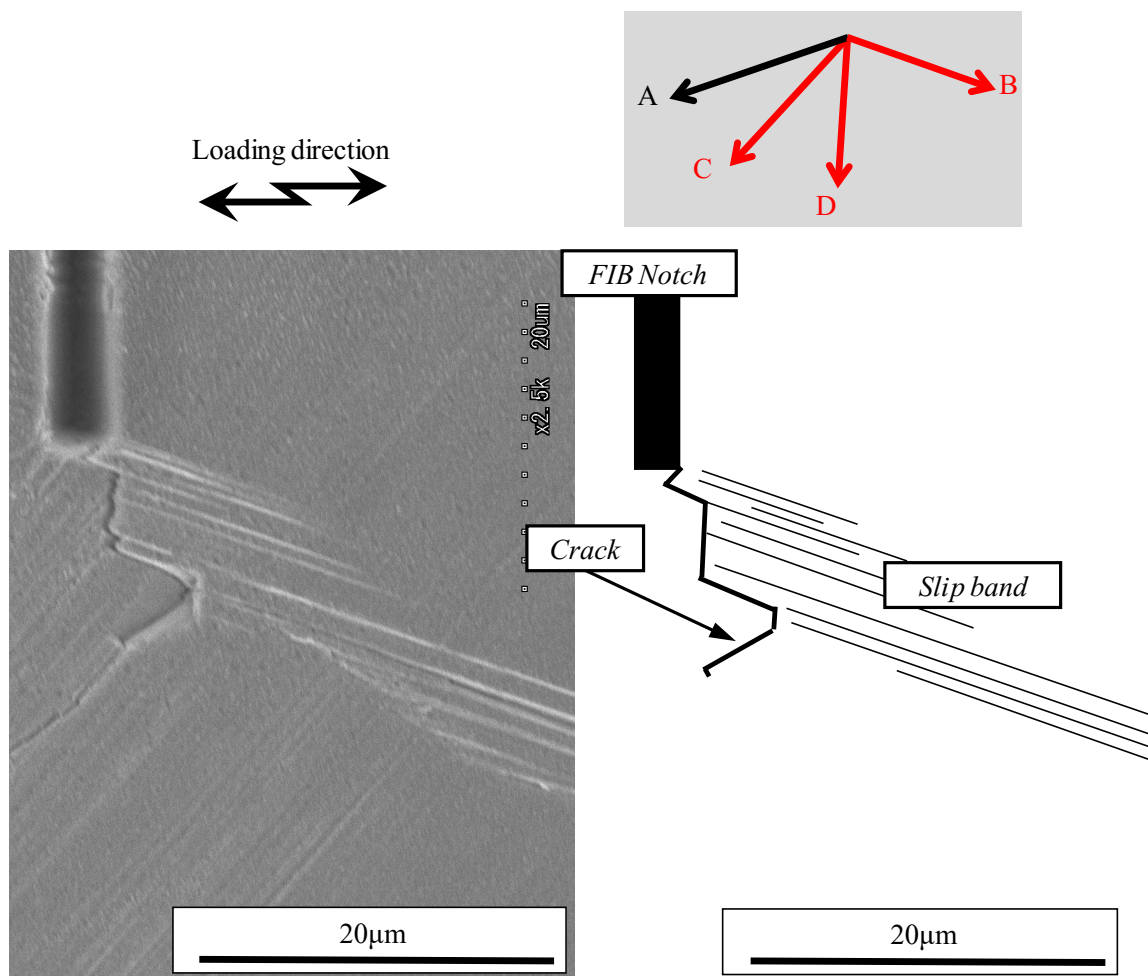 A
B
C
D
Loading direction
FIB Notch
x2. 5k 20um
Crack
Slip band
20μm
20μm